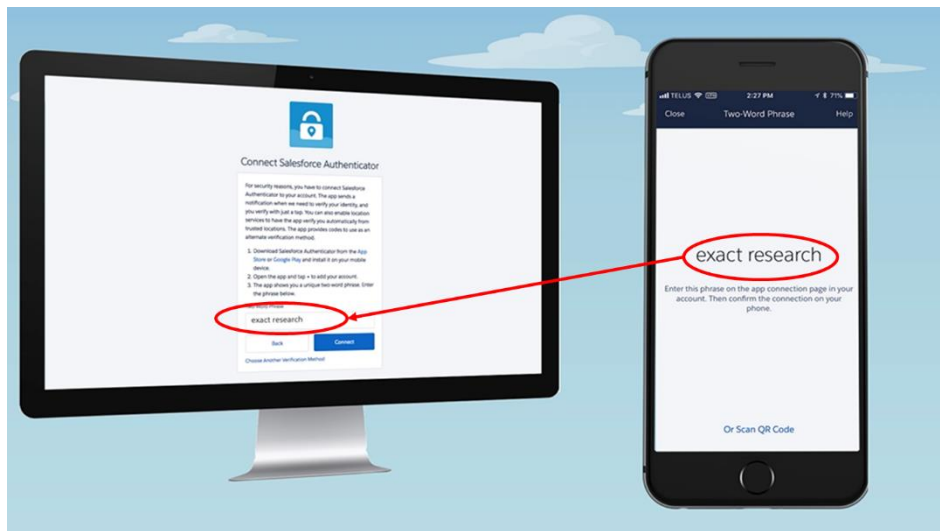 Connect Salesforce Authenticator
For security reasons, you have to connect Salesforce
Authenticator to your account. The app sends a
notification when we need to verify your identity, and
you verify with just a tap. You can also enable location
services to have the app verify you automatically from
trusted locations. The app provides codes to use as an
alternate verification method.
1. Download Salesforce Authenticator from the App
Store or Google Play and install it on your mobile
device.
2. Open the app and tap + to add your account.
3. The app shows you a unique two-word phrase. Enter
the phrase below.
exact research
Back Connect
Choose Another Verification Method
TELUS 2:27 PM 71%
Close Two-Word Phrase Help
exact research
Enter this phrase on the app connection page in your
account. Then confirm the connection on your
phone.
Or Scan QR Code